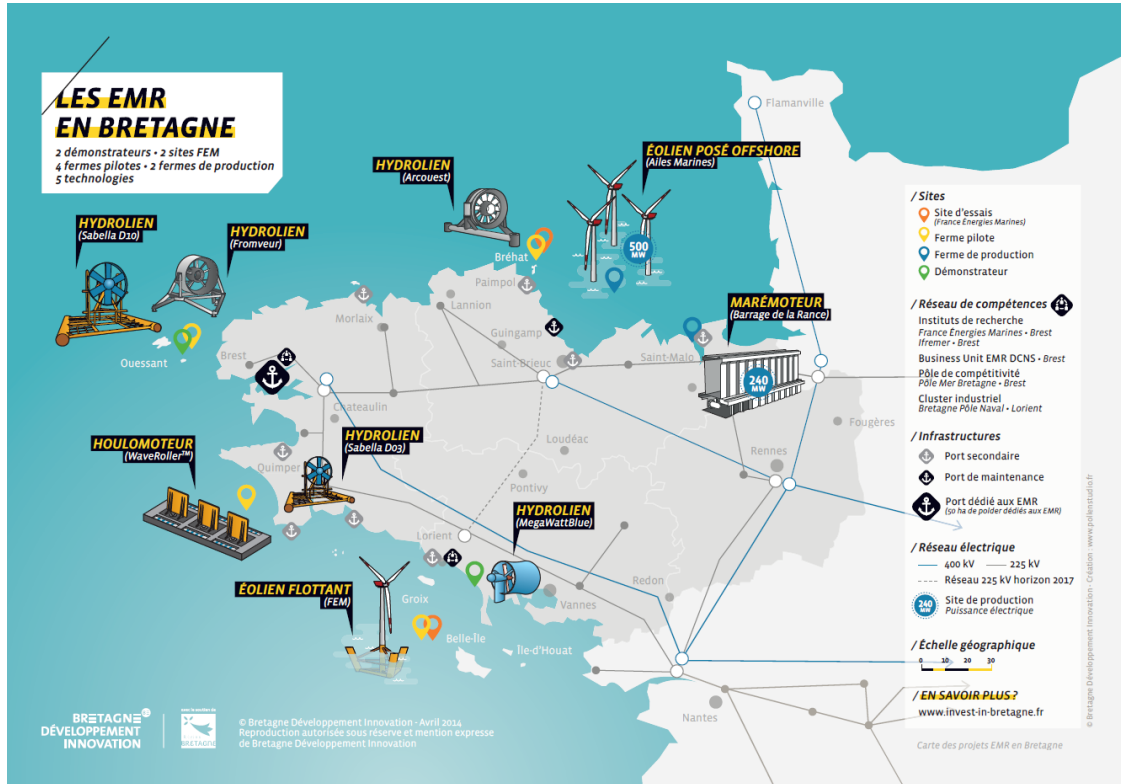 LES EMR
EN BRETAGNE
2 démonstrateurs • 2 sites FEM
4 fermes pilotes • 2 fermes de production
5 technologies
Flamanville
ÉOLIEN POSÉ OFFSHORE
(Ailes Marines)
500
MW
HYDROLIEN
(Arcouest)
Bréhat
HYDROLIEN
(Sabella D10)
HYDROLIEN
(Fromveur)
Ouessant
Paimpol
Lannion
Morlaix
Guingamp
Saint-Brieuc
Saint-Malo
Brest
MARÉMOTEUR
(Barrage de la Rance)
240
MW
Fougères
Chateaulin
Loudéac
Rennes
HOULOMOTEUR
(WaveRoller™)
HYDROLIEN
(Sabella D03)
Quimper
Pontivy
HYDROLIEN
(MegaWattBlue)
Lorient
ÉOLIEN FLOTTANT
(FEM)
Groix
Vannes
Redon
Belle-Île
Île-d'Houat
Nantes
/ Sites
Site d'essais
(France Énergies Marines)
Ferme pilote
Ferme de production
Démonstrateur
/ Réseau de compétences
Instituts de recherche
France Énergies Marines • Brest
Ifremer • Brest
Business Unit EMR DCNS • Brest
Pôle de compétitivité
Pôle Mer Bretagne • Brest
Cluster industriel
Bretagne Pôle Naval • Lorient
/ Infrastructures
Port secondaire
Port de maintenance
Port dédié aux EMR
(50 ha de polder dédiés aux EMR)
/ Réseau électrique
400 kV
225 kV
Réseau 225 kV horizon 2017
240
MW
Site de production
Puissance électrique
/ Échelle géographique
0 10 20 30
/ EN SAVOIR PLUS ?
www.invest-in-bretagne.fr
Carte des projets EMR en Bretagne
© Bretagne Développement Innovation - Création : www.pollenstudio.fr
BRETAGNE
DÉVELOPPEMENT
INNOVATION
BRETAGNE
© Bretagne Développement Innovation - Avril 2014
Reproduction autorisée sous réserve et mention expresse
de Bretagne Développement Innovation